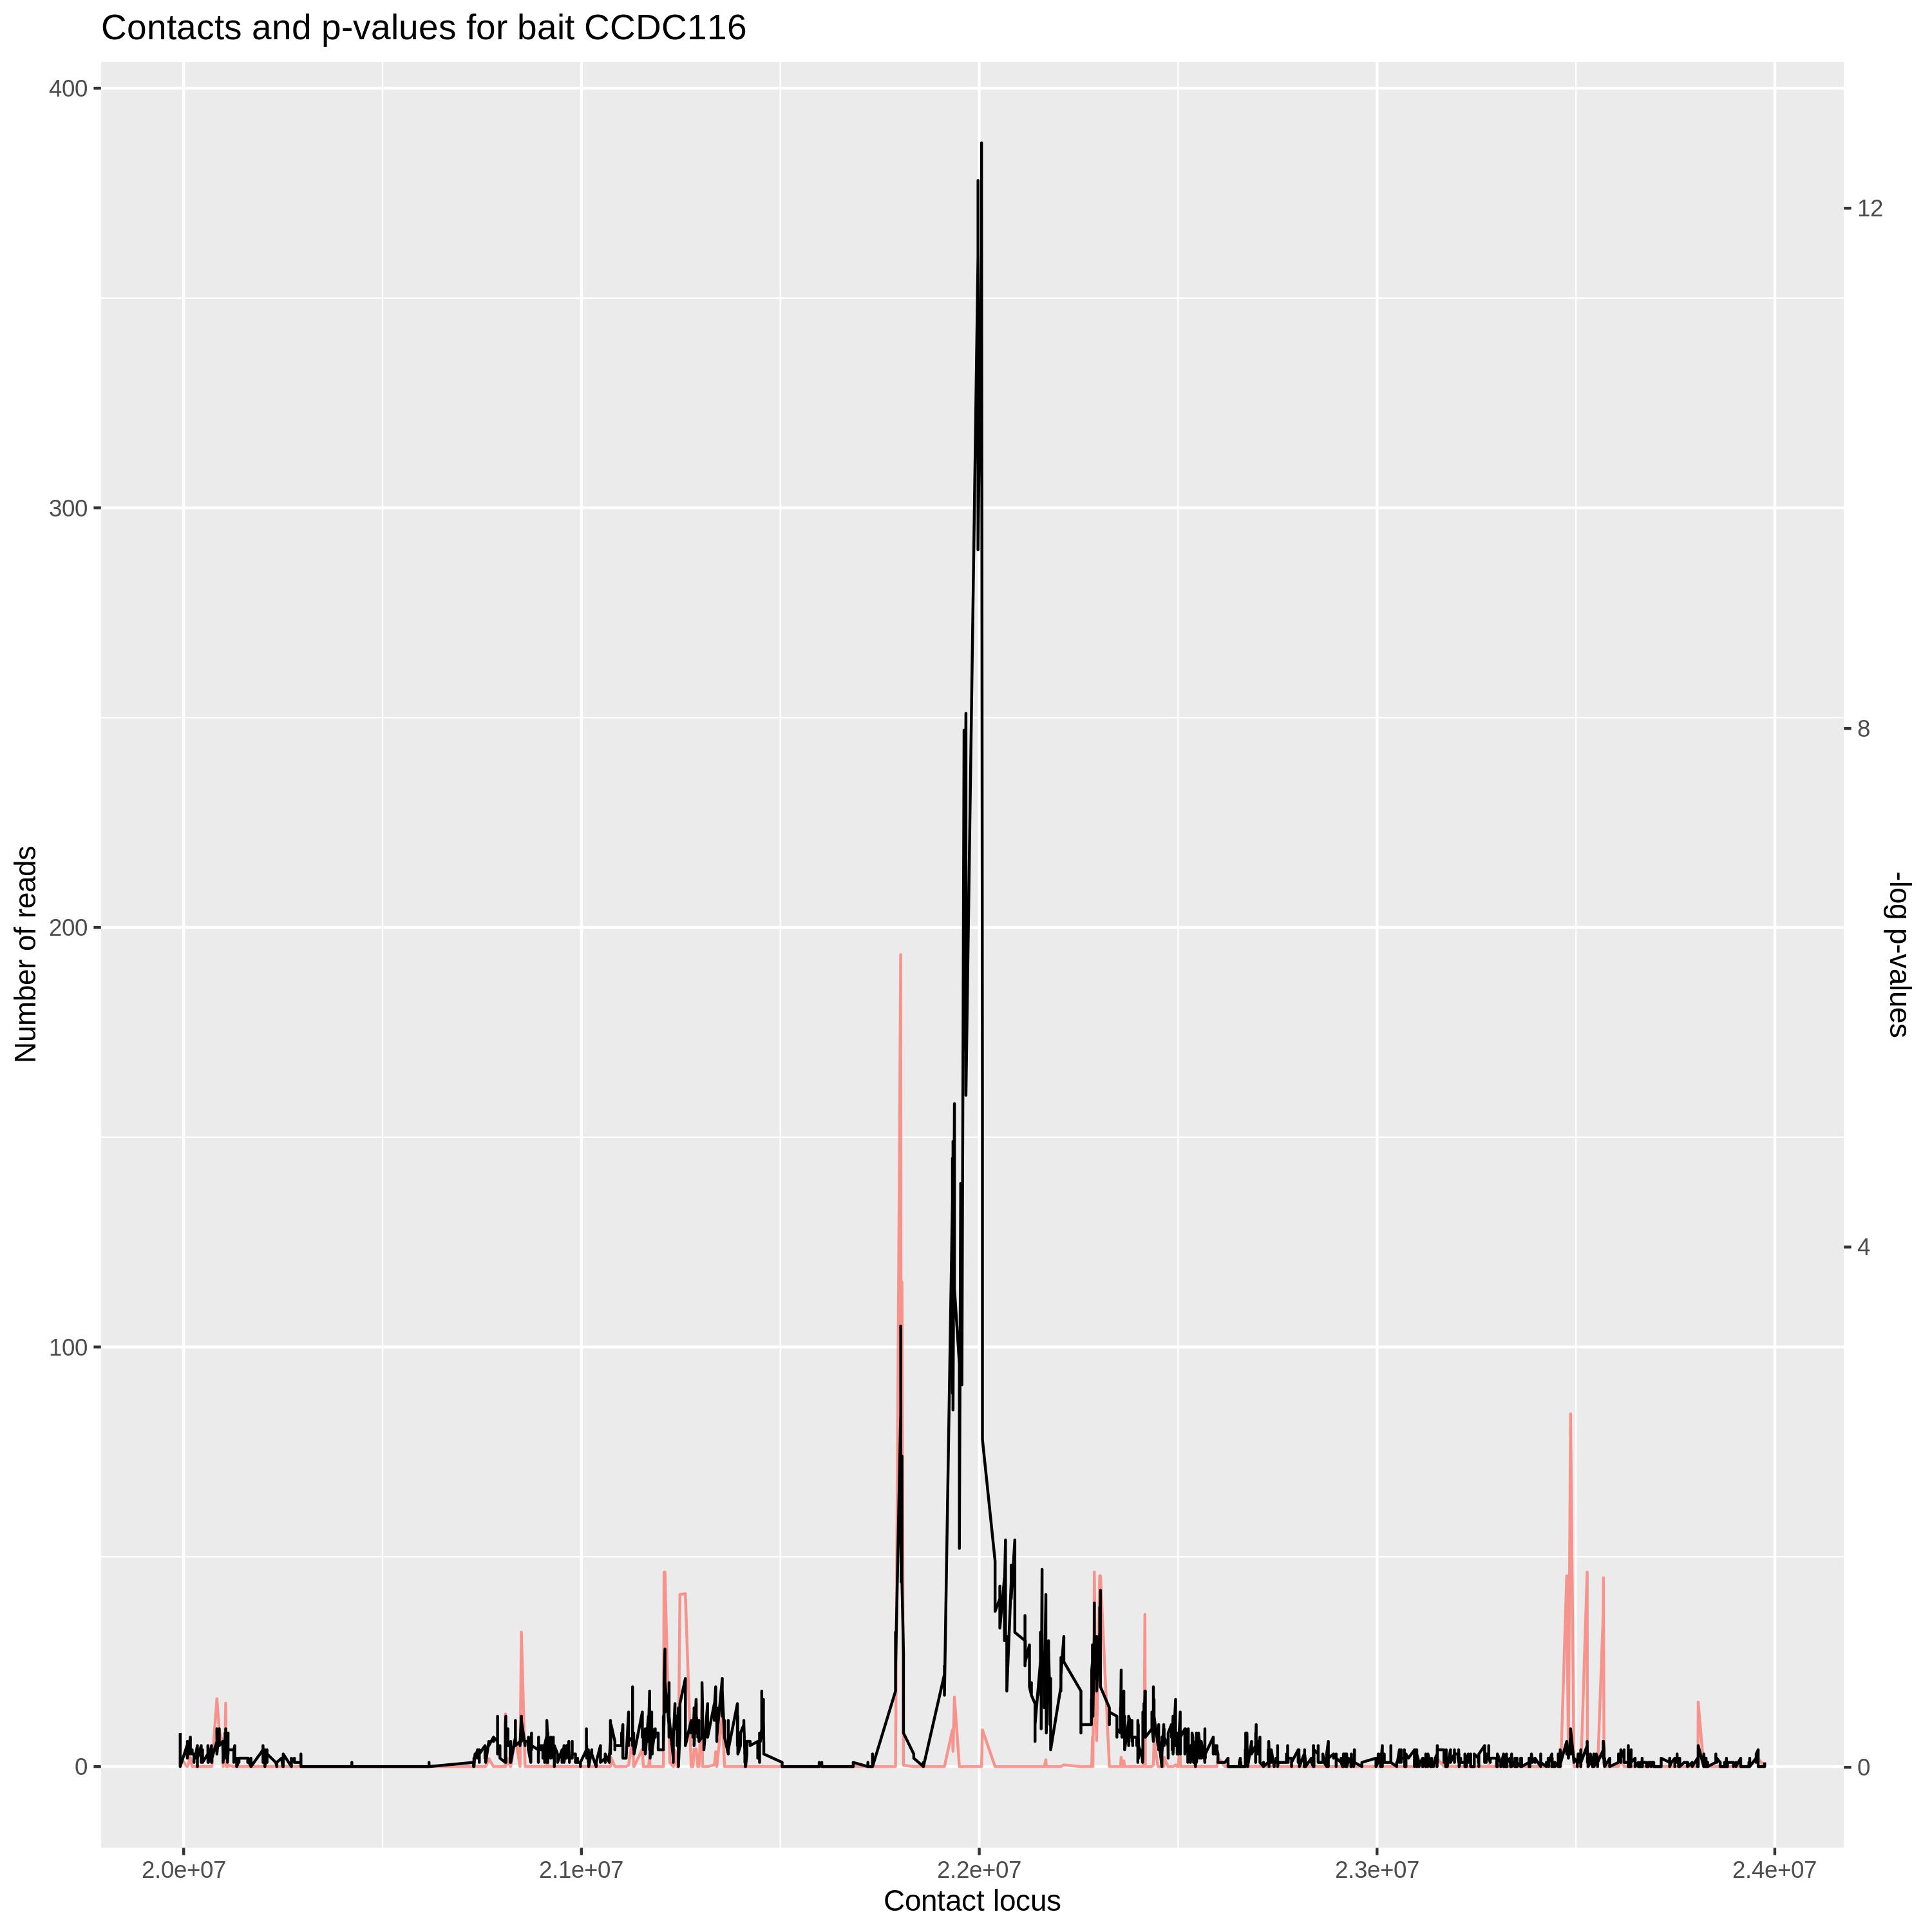 Contacts and p-values for bait CCDC116
400
300
200
100
0
12
8
4
0
Number of reads
-log p-values
2.0e+07
2.1e+07
2.2e+07
2.3e+07
2.4e+07
Contact locus